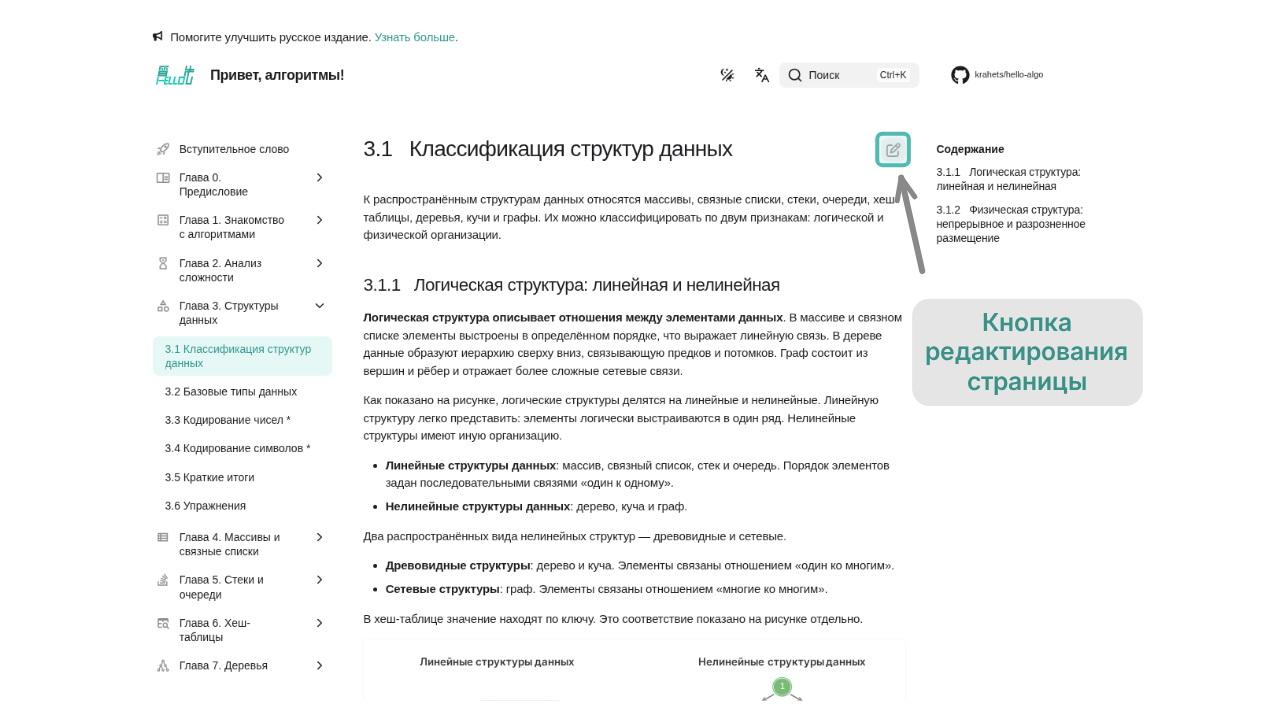 Помогите улучшить русское издание. Узнать больше.
Hello算法
Привет, алгоритмы!
Поиск
Ctrl+K
krahets/hello-algo
Вступительное слово
Глава 0.
Предисловие
Глава 1. Знакомство
с алгоритмами
Глава 2. Анализ
сложности
Глава 3. Структуры
данных
3.1 Классификация структур
данных
3.2 Базовые типы данных
3.3 Кодирование чисел *
3.4 Кодирование символов *
3.5 Краткие итоги
3.6 Упражнения
Глава 4. Массивы и
связные списки
Глава 5. Стеки и
очереди
Глава 6. Хеш-
таблицы
Глава 7. Деревья
3.1 Классификация структур данных
К распространённым структурам данных относятся массивы, связные списки, стеки, очереди, хеш-
таблицы, деревья, кучи и графы. Их можно классифицировать по двум признакам: логической и
физической организации.
3.1.1 Логическая структура: линейная и нелинейная
Логическая структура описывает отношения между элементами данных. В массиве и связном
списке элементы выстроены в определённом порядке, что выражает линейную связь. В дереве
данные образуют иерархию сверху вниз, связывающую предков и потомков. Граф состоит из
вершин и рёбер и отражает более сложные сетевые связи.
Как показано на рисунке, логические структуры делятся на линейные и нелинейные. Линейную
структуру легко представить: элементы логически выстраиваются в один ряд. Нелинейные
структуры имеют иную организацию.
• Линейные структуры данных: массив, связный список, стек и очередь. Порядок элементов
задан последовательными связями «один к одному».
• Нелинейные структуры данных: дерево, куча и граф.
Два распространённых вида нелинейных структур — древовидные и сетевые.
• Древовидные структуры: дерево и куча. Элементы связаны отношением «один ко многим».
• Сетевые структуры: граф. Элементы связаны отношением «многие ко многим».
В хеш-таблице значение находят по ключу. Это соответствие показано на рисунке отдельно.
Линейные структуры данных
Нелинейные структуры данных
1
Содержание
3.1.1 Логическая структура:
линейная и нелинейная
3.1.2 Физическая структура:
непрерывное и разрозненное
размещение
Кнопка
редактирования
страницы